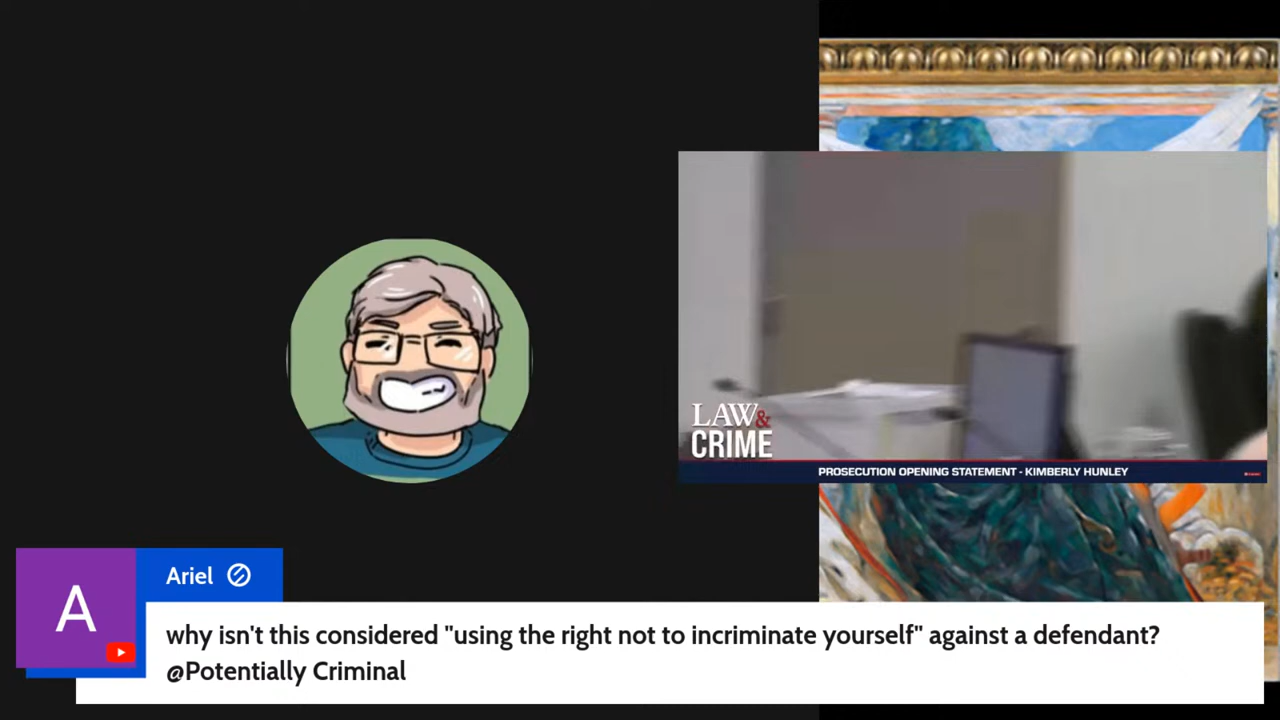 LAW&
CRIME
PROSECUTION OPENING STATEMENT - KIMBERLY HUNLEY
A
Ariel
why isn't this considered "using the right not to incriminate yourself" against a defendant?
@Potentially Criminal